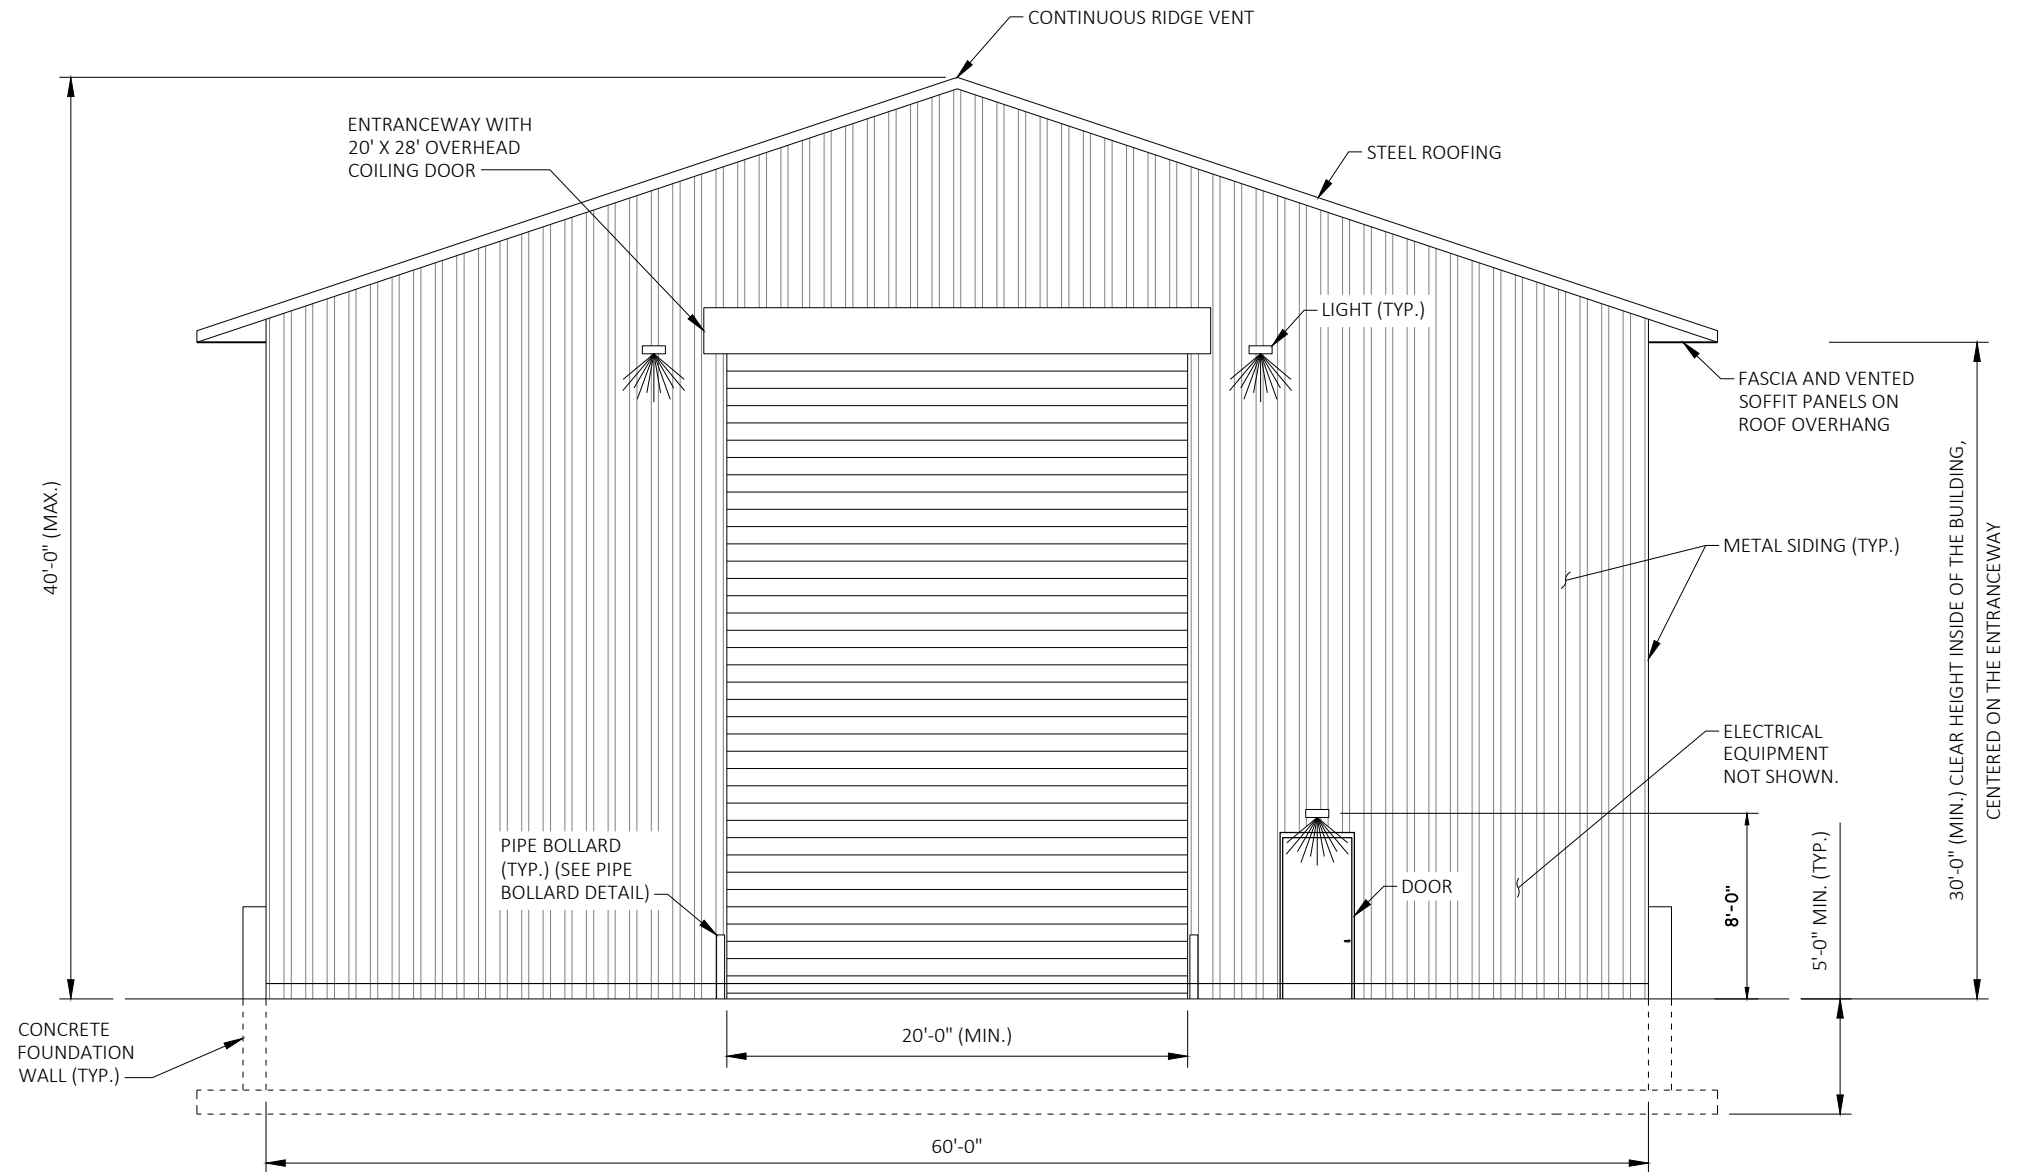 CONTINUOUS RIDGE VENT
ENTRANCEWAY WITH
20' X 28' OVERHEAD
COILING DOOR
STEEL ROOFING
LIGHT (TYP.)
FASCIA AND VENTED
SOFFIT PANELS ON
ROOF OVERHANG
40'-0" (MAX.)
30'-0" (MIN.) CLEAR HEIGHT INSIDE OF THE BUILDING,
CENTERED ON THE ENTRANCEWAY
METAL SIDING (TYP.)
ELECTRICAL
EQUIPMENT
NOT SHOWN.
PIPE BOLLARD
(TYP.) (SEE PIPE
BOLLARD DETAIL)
DOOR
8'-0"
5'-0" MIN. (TYP.)
CONCRETE
FOUNDATION
WALL (TYP.)
20'-0" (MIN.)
60'-0"